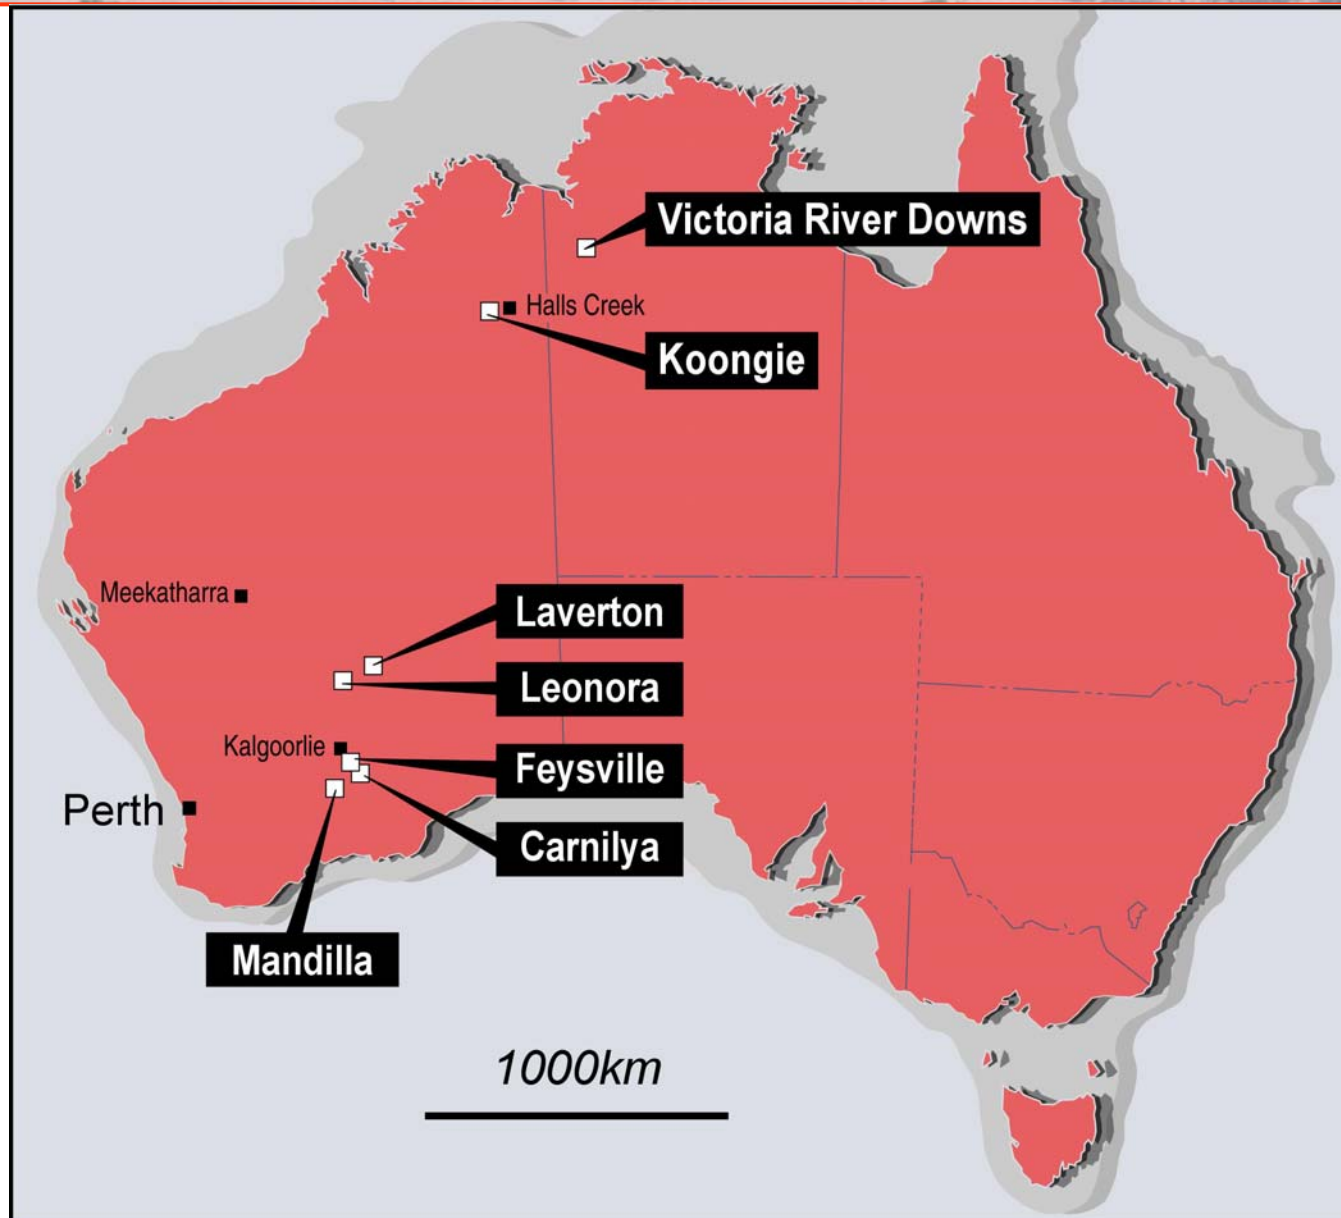 Victoria River Downs
Halls Creek
Koongie
Meekatharra
Laverton
Leonora
Kalgoorlie
Feysville
Perth
Carnilya
Mandilla
1000km